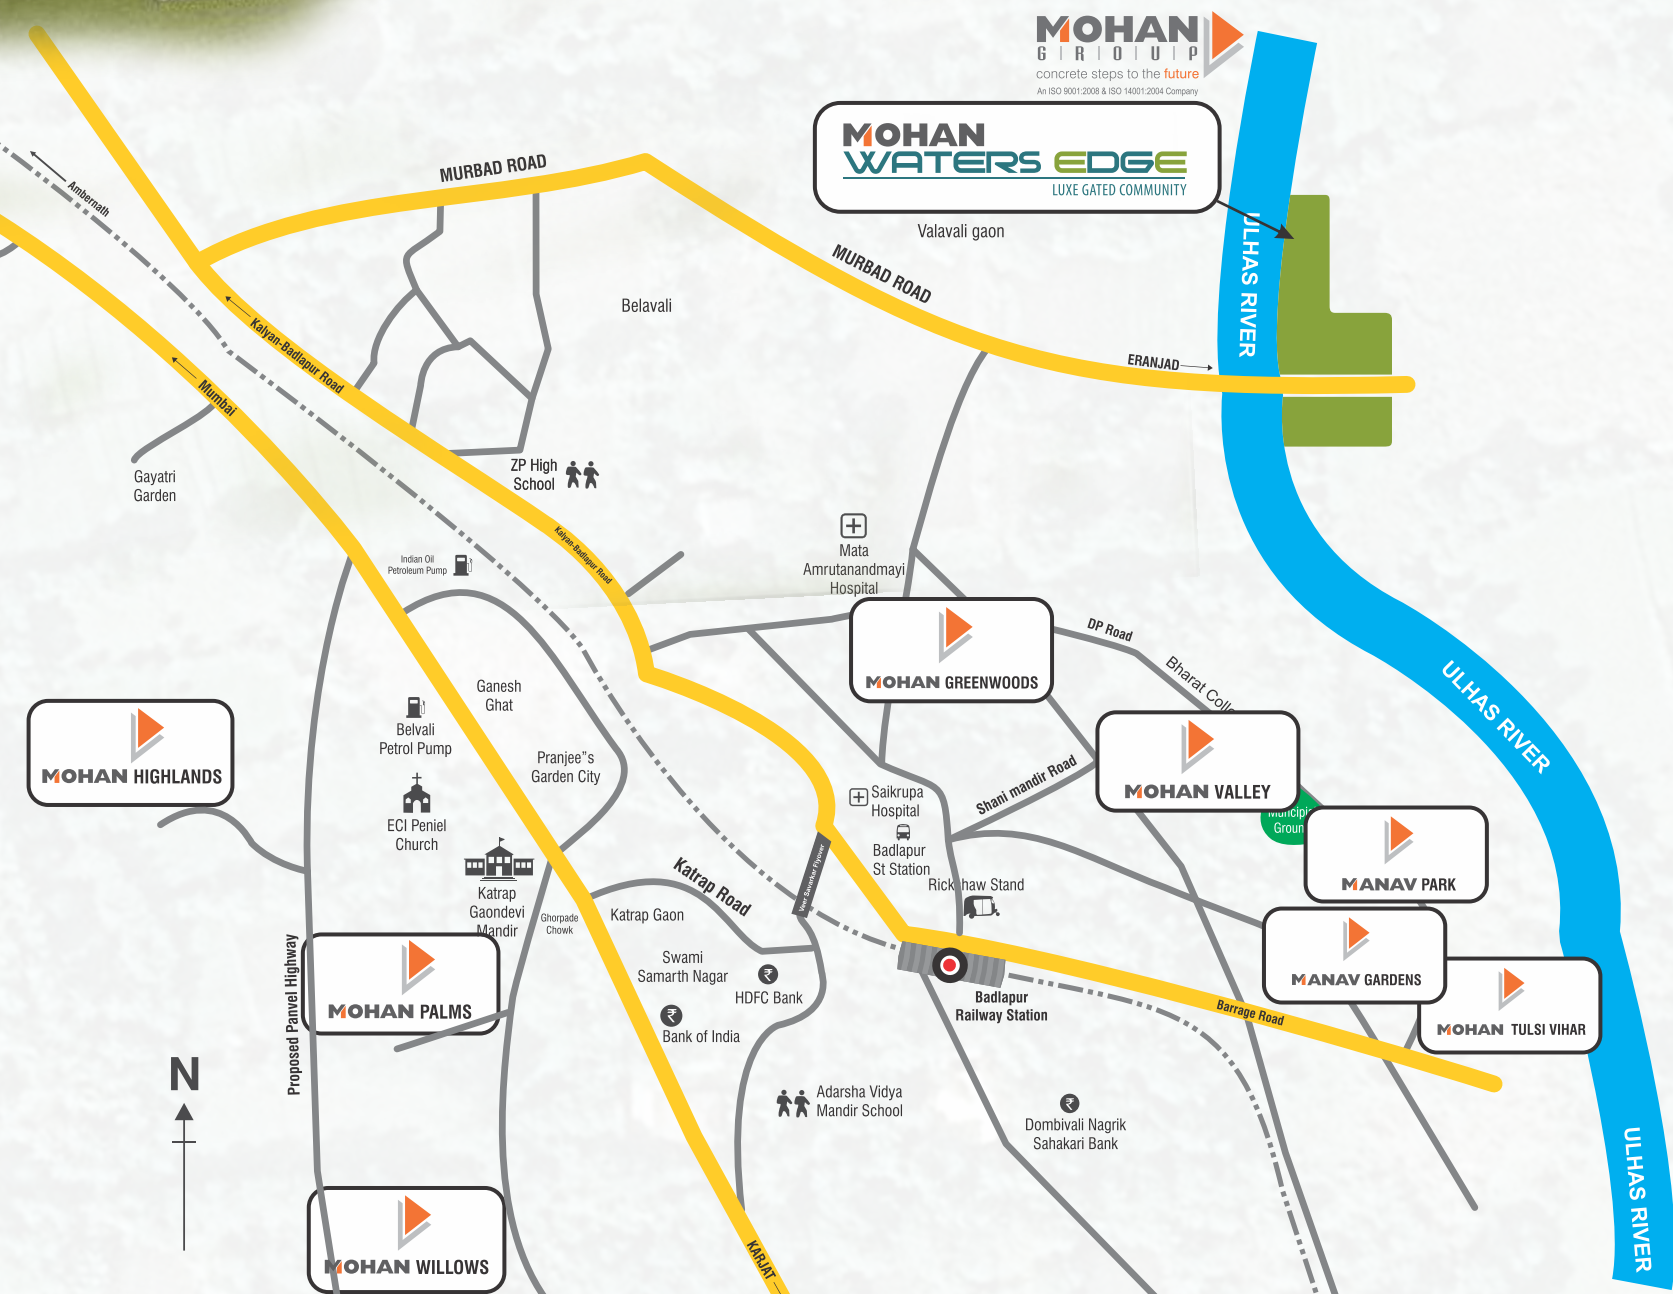 MOHAN
GROUP
concrete steps to the future
An ISO 9001:2008 & ISO 14001:2004 Company
MOHAN
WATERS EDGE
LUXE GATED COMMUNITY
Valavali gaon
MURBAD ROAD
MURBAD ROAD
Ambernath
Belavali
ULHAS RIVER
ERANJAD
Kalyan-Badlapur Road
Mumbai
Gayatri
Garden
ZP High
School
Kalyan-Badlapur Road
Indian Oil
Petroleum Pump
Mata
Amrutanandmayi
Hospital
MOHAN GREENWOODS
DP Road
Bharat Colle
ULHAS RIVER
Ganesh
Ghat
Belvali
Petrol Pump
Pranjee"s
Garden City
MOHAN HIGHLANDS
MOHAN VALLEY
Shani mandir Road
Saikrupa
Hospital
Muncipa
Groun
ECI Peniel
Church
Badlapur
St Station
Veer Savarkar Flyover
Katrap Road
Rickshaw Stand
MANAV PARK
Katrap
Gaondevi
Mandir
Ghorpade
Chowk
Katrap Gaon
Swami
Samarth Nagar
HDFC Bank
Bank of India
Proposed Panvel Highway
MOHAN PALMS
Badlapur
Railway Station
Barrage Road
MANAV GARDENS
MOHAN TULSI VIHAR
N
Adarsha Vidya
Mandir School
Dombivali Nagrik
Sahakari Bank
ULHAS RIVER
MOHAN WILLOWS
KARJAT